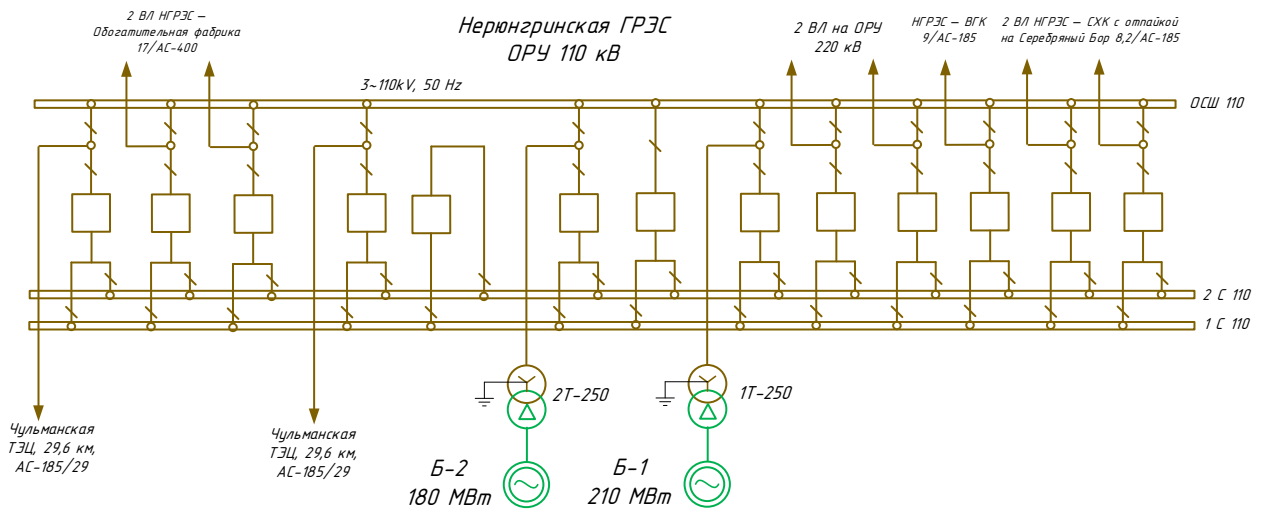 2 ВЛ НГРЭС –
Обогатительная фабрика
17/АС-400
Нерюнгринская ГРЭС
ОРУ 110 кВ
2 ВЛ на ОРУ
220 кВ
НГРЭС – ВГК
9/АС-185
2 ВЛ НГРЭС – СХК с отпайкой
на Серебряный Бор 8,2/АС-185
3~110kV, 50 Hz
ОСШ 110
2 С 110
1 С 110
2Т-250
1Т-250
Чульманская
ТЭЦ, 29,6 км,
АС-185/29
Чульманская
ТЭЦ, 29,6 км,
АС-185/29
Б-2
180 МВт
Б-1
210 МВт